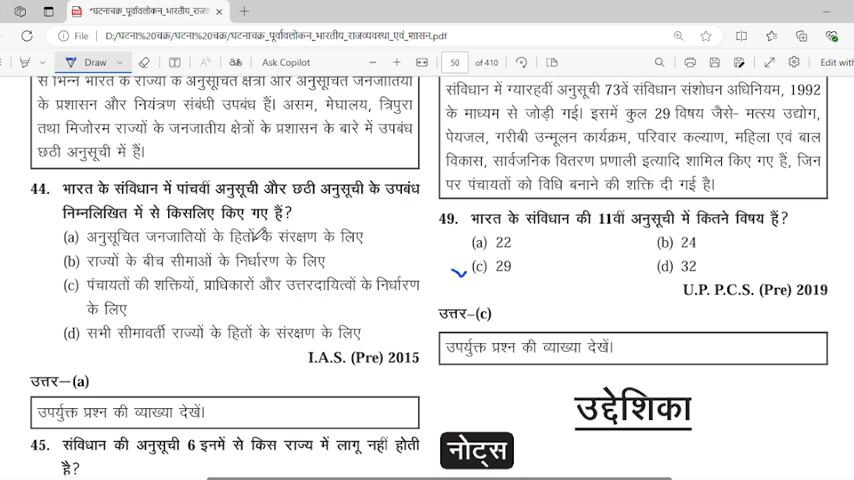 *घटनाचक्र_पूर्वावलोकन_भारतीय_राजव
File
D:/घटना%20चक्र/घटना%20चक्र/घटनाचक्र_पूर्वावलोकन_भारतीय_राजव्यवस्था_एवं_शासन.pdf
Draw
Ask Copilot
50
of 410
Edit with
से भिन्न भारत के राज्यों के अनुसूचित क्षेत्रों और अनुसूचित जनजातियों
के प्रशासन और नियंत्रण संबंधी उपबंध हैं। असम, मेघालय, त्रिपुरा
तथा मिजोरम राज्यों के जनजातीय क्षेत्रों के प्रशासन के बारे में उपबंध
छठी अनुसूची में हैं।
44. भारत के संविधान में पांचवीं अनुसूची और छठी अनुसूची के उपबंध
निम्नलिखित में से किसलिए किए गए हैं?
(a) अनुसूचित जनजातियों के हितों के संरक्षण के लिए
(b) राज्यों के बीच सीमाओं के निर्धारण के लिए
(c) पंचायतों की शक्तियों, प्राधिकारों और उत्तरदायित्वों के निर्धारण
के लिए
(d) सभी सीमावर्ती राज्यों के हितों के संरक्षण के लिए
I.A.S. (Pre) 2015
उत्तर–(a)
उपर्युक्त प्रश्न की व्याख्या देखें।
45. संविधान की अनुसूची 6 इनमें से किस राज्य में लागू नहीं होती
है?
संविधान में ग्यारहवीं अनुसूची 73वें संविधान संशोधन अधिनियम, 1992
के माध्यम से जोड़ी गई। इसमें कुल 29 विषय जैसे- मत्स्य उद्योग,
पेयजल, गरीबी उन्मूलन कार्यक्रम, परिवार कल्याण, महिला एवं बाल
विकास, सार्वजनिक वितरण प्रणाली इत्यादि शामिल किए गए हैं, जिन
पर पंचायतों को विधि बनाने की शक्ति दी गई है।
49. भारत के संविधान की 11वीं अनुसूची में कितने विषय हैं?
(a) 22 (b) 24
(c) 29 (d) 32
U.P. P.C.S. (Pre) 2019
उत्तर–(c)
उपर्युक्त प्रश्न की व्याख्या देखें।
उद्देशिका
नोट्स